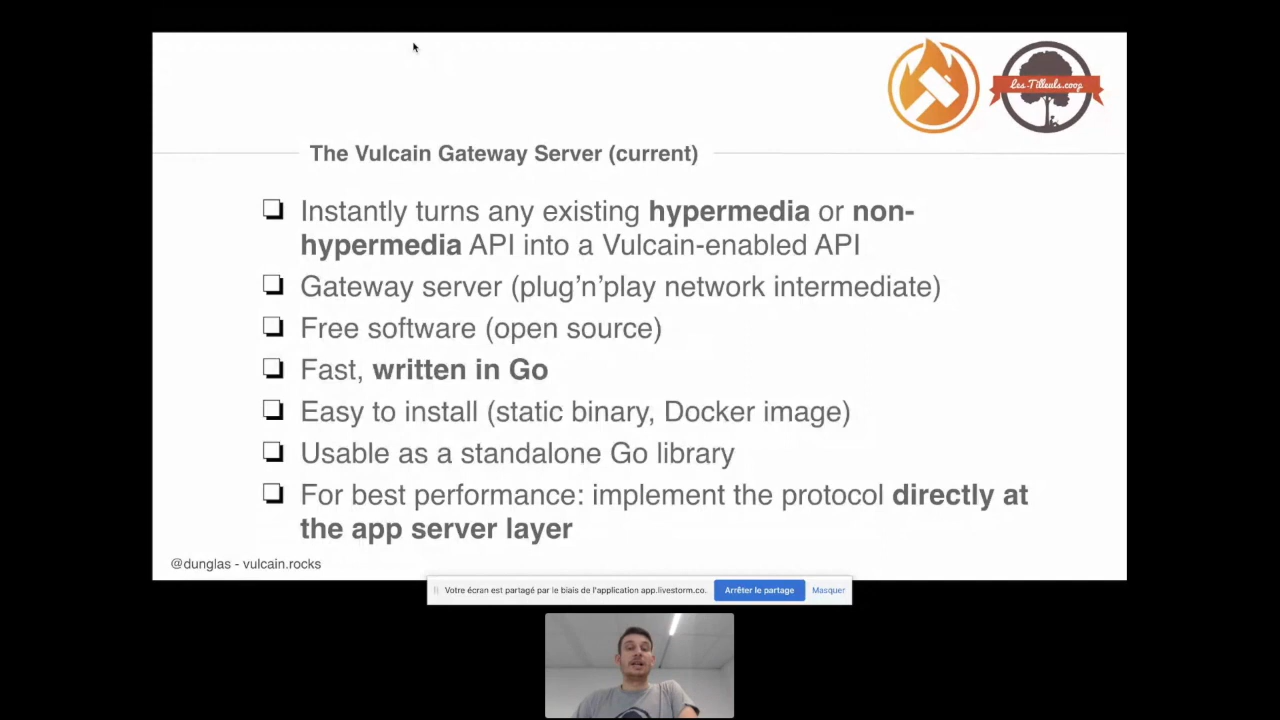 Les-Tilleuls.coop
The Vulcain Gateway Server (current)
Instantly turns any existing hypermedia or non-
hypermedia API into a Vulcain-enabled API
Gateway server (plug’n’play network intermediate)
Free software (open source)
Fast, written in Go
Easy to install (static binary, Docker image)
Usable as a standalone Go library
For best performance: implement the protocol directly at
the app server layer
@dunglas - vulcain.rocks
Votre écran est partagé par le biais de l'application app.livestorm.co. Arrêter le partage Masquer